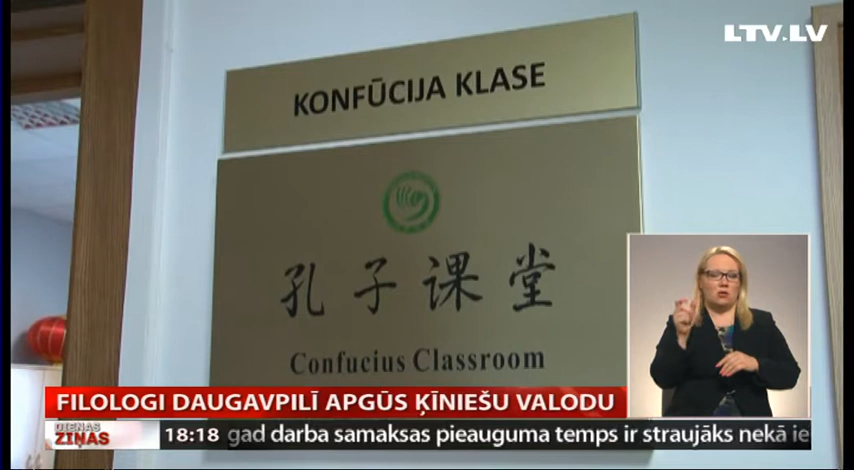 LTV.LV
KONFŪCIJA KLASE
孔子课堂
Confucius Classroom
FILOLOGI DAUGAVPILĪ APGŪS ĶĪNIEŠU VALODU
DIENAS
ZIŅAS
18:18 gad darba samaksas pieauguma temps ir straujāks nekā ie